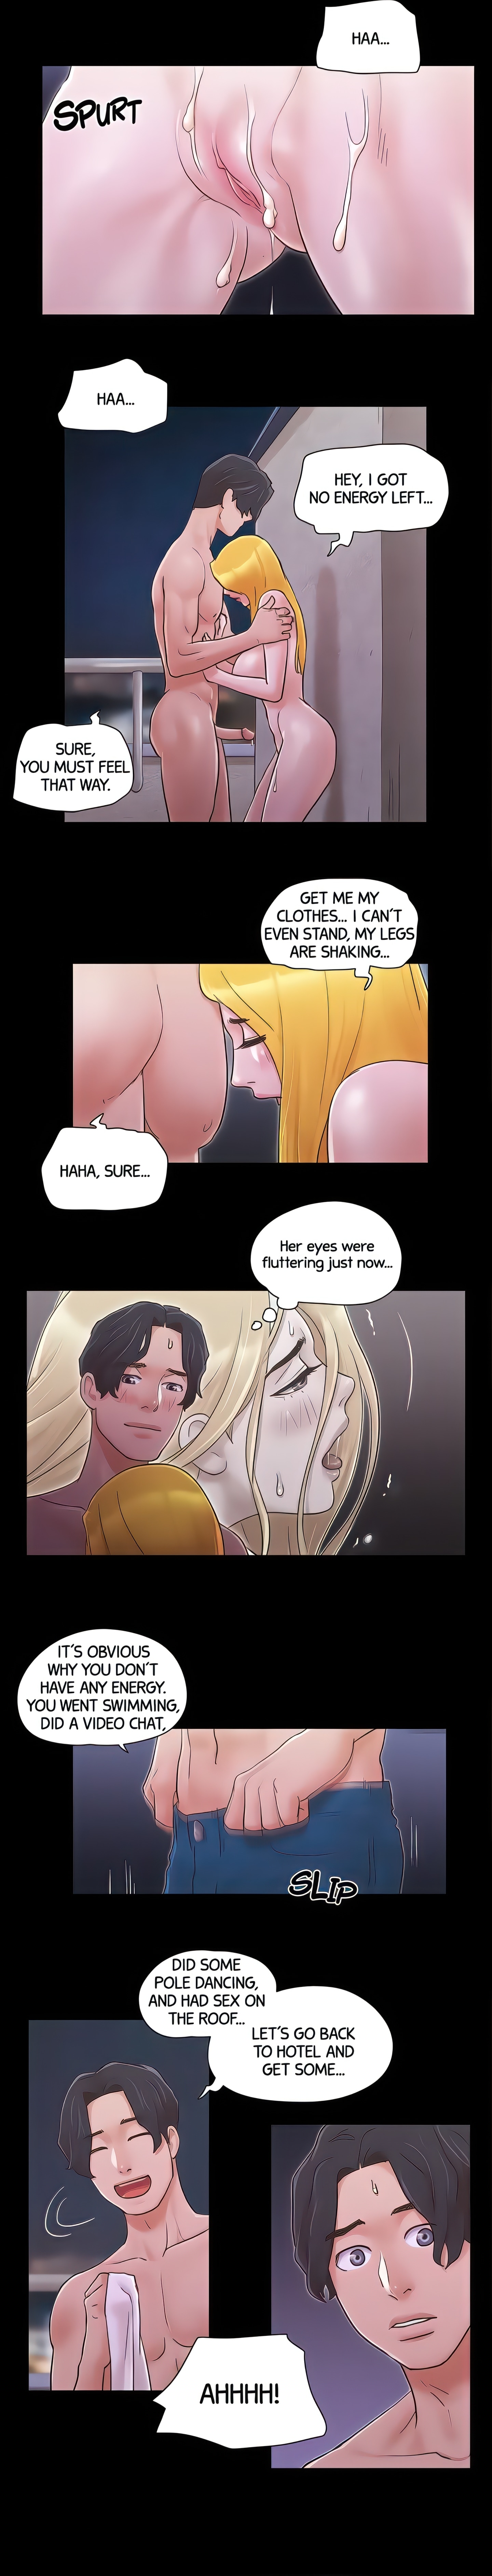 HAA...
SPURT
HAA...
HEY, I GOT
NO ENERGY LEFT...
SURE,
YOU MUST FEEL
THAT WAY.
GET ME MY
CLOTHES... I CAN'T
EVEN STAND, MY LEGS
ARE SHAKING...
HAHA, SURE...
Her eyes were
fluttering just now...
IT'S OBVIOUS
WHY YOU DON'T
HAVE ANY ENERGY.
YOU WENT SWIMMING,
DID A VIDEO CHAT,
SLIP
DID SOME
POLE DANCING,
AND HAD SEX ON
THE ROOF...
LET'S GO BACK
TO HOTEL AND
GET SOME...
AHHHH!